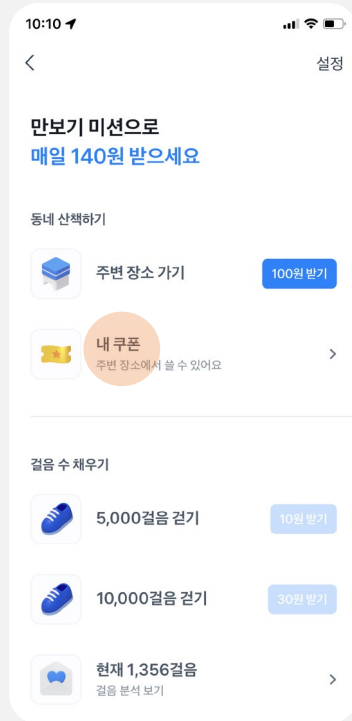 10:10
설정
만보기 미션으로
매일 140원 받으세요
동네 산책하기
주변 장소 가기
100원 받기
내 쿠폰
주변 장소에서 쓸 수 있어요
걸음 수 채우기
5,000걸음 걷기
10원 받기
10,000걸음 걷기
30원 받기
현재 1,356걸음
걸음 분석 보기